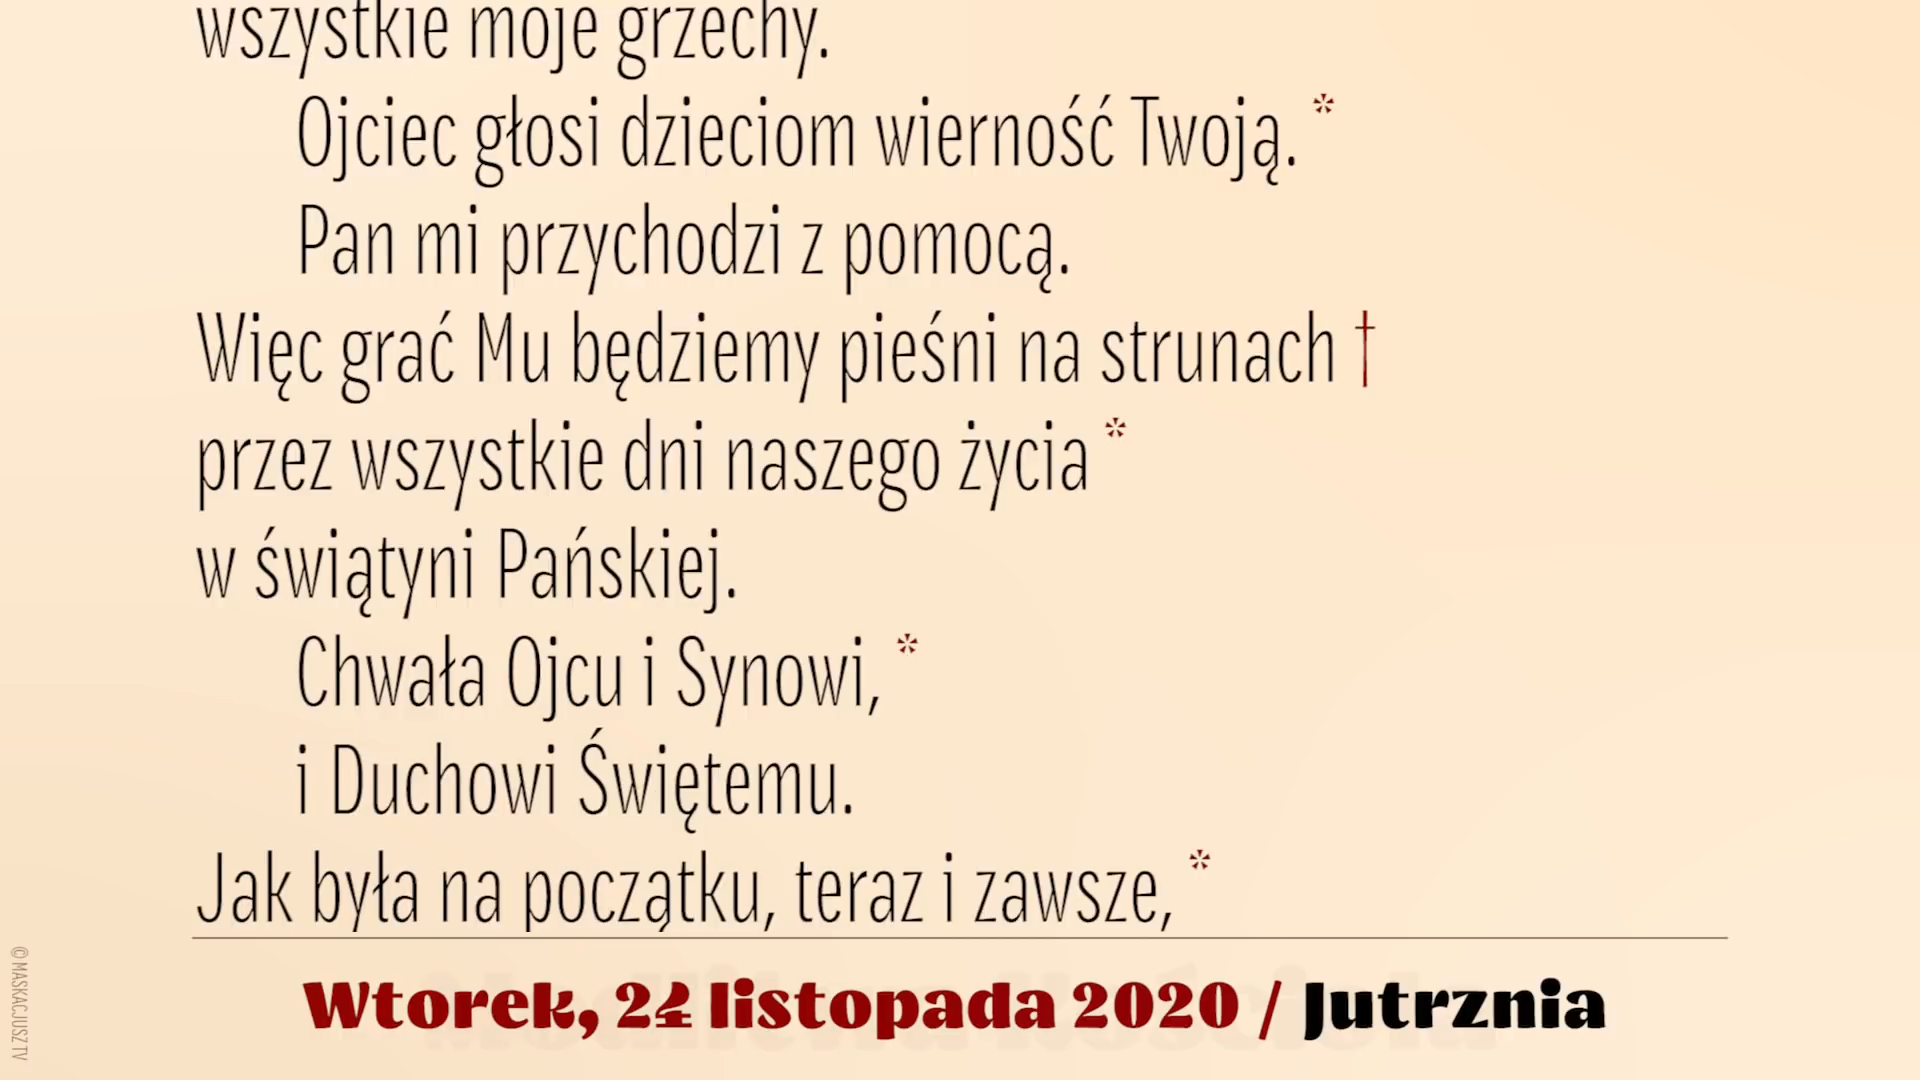 wszystkie moje grzechy.
Ojciec głosi dzieciom wierność Twoją. *
Pan mi przychodzi z pomocą.
Więc grać Mu będziemy pieśni na strunach †
przez wszystkie dni naszego życia *
w świątyni Pańskiej.
Chwała Ojcu i Synowi, *
i Duchowi Świętemu.
Jak była na początku, teraz i zawsze, *
Wtorek, 24 listopada 2020 / Jutrznia
© MASKACJUSZ TV